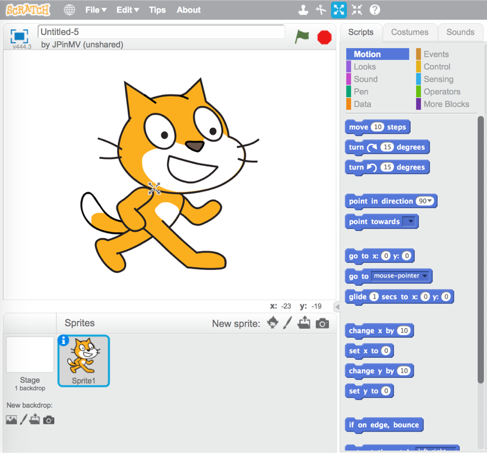 SCRATCH File Edit Tips About
Untitled-5
by JPinMV (unshared)
v444.3
Scripts Costumes Sounds
Motion Events
Looks Control
Sound Sensing
Pen Operators
Data More Blocks
move 10 steps
turn 15 degrees
turn 15 degrees
point in direction 90
point towards
go to x: 0 y: 0
go to mouse-pointer
glide 1 secs to x: 0 y: 0
change x by 10
set x to 0
change y by 10
set y to 0
if on edge, bounce
x: -23 y: -19
Sprites New sprite:
Stage
1 backdrop
Sprite1
New backdrop: